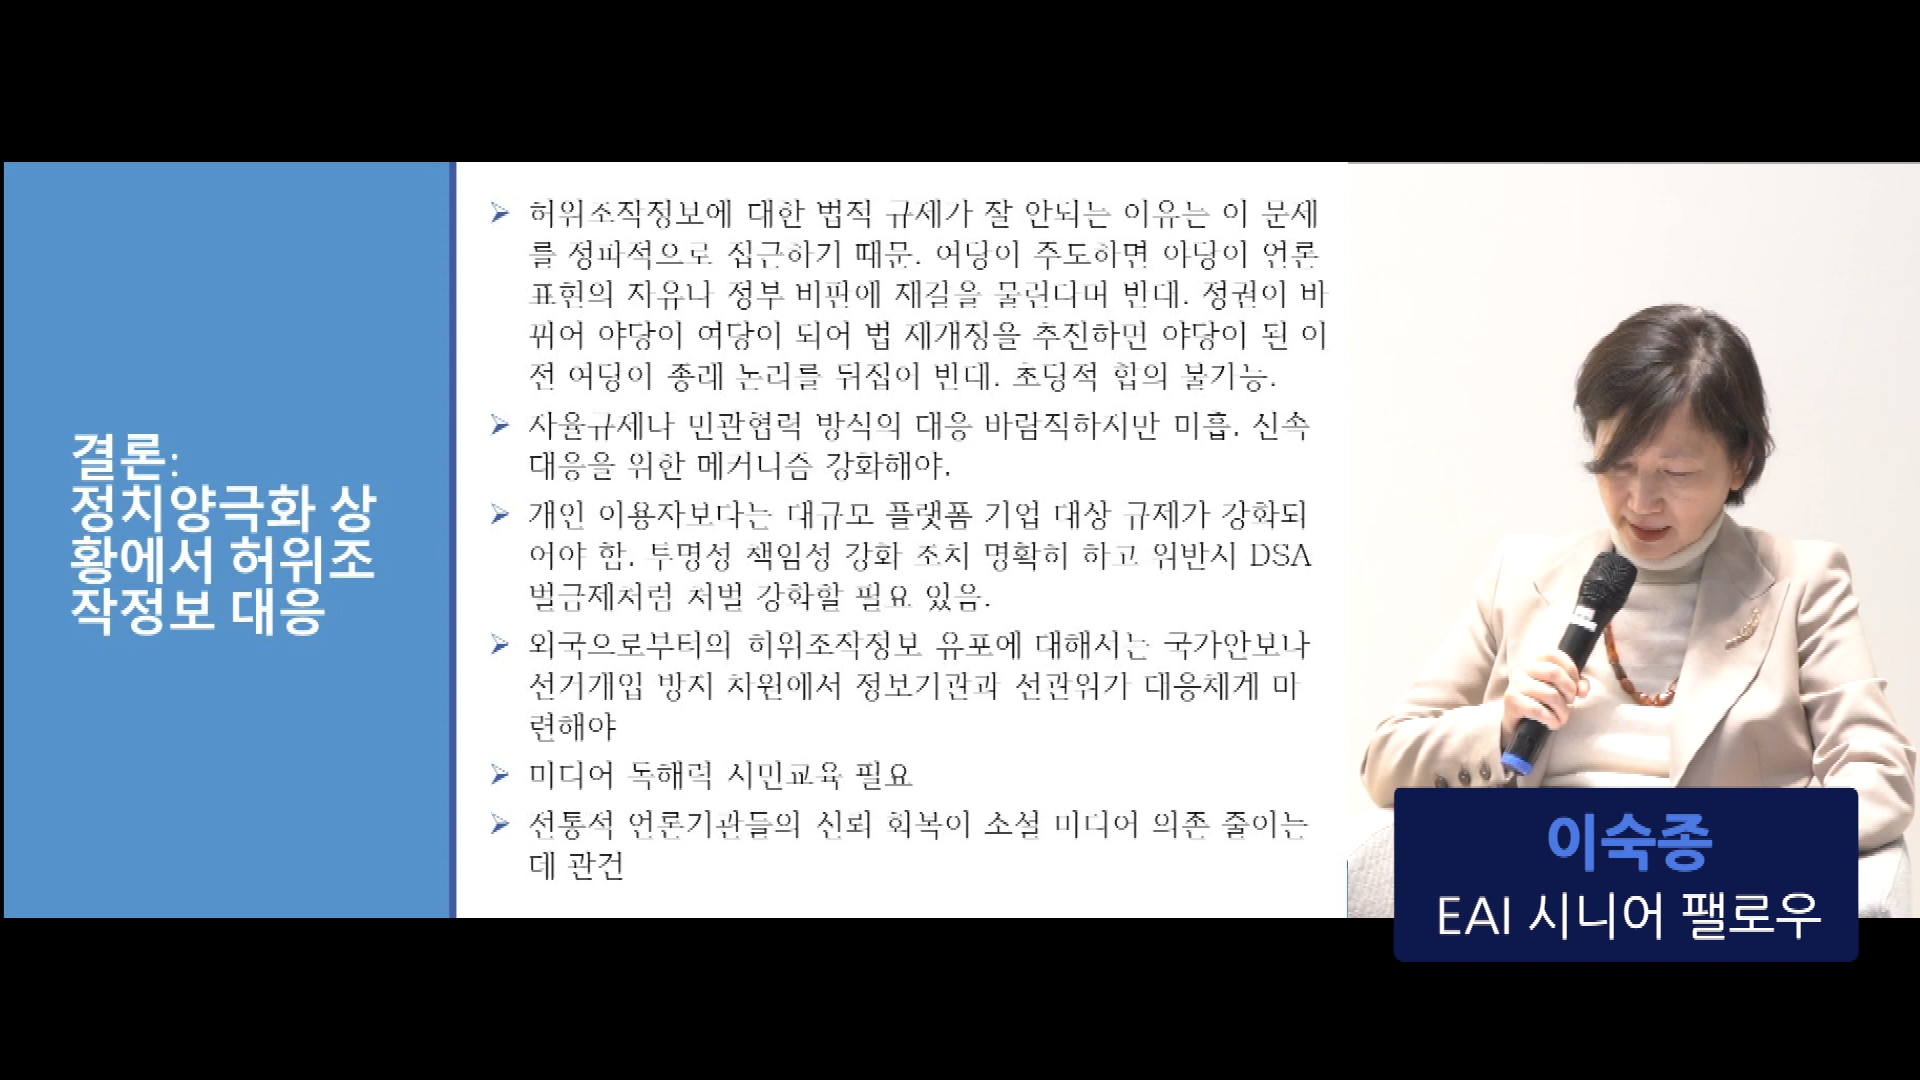 결론:
정치양극화 상
황에서 허위조
작정보 대응
허위조작정보에 대한 법적 규제가 잘 안되는 이유는 이 문제
를 정파적으로 접근하기 때문. 여당이 주도하면 야당이 언론
표현의 자유나 정부 비판에 재길을 물린다며 반대. 정권이 바
뀌어 야당이 여당이 되어 법 제개정을 추진하면 야당이 된 이
전 여당이 종래 논리를 뒤집어 반대. 초당적 합의 불가능.
자율규제나 민관협력 방식의 대응 바람직하지만 미흡. 신속
대응을 위한 메커니즘 강화해야.
개인 이용자보다는 대규모 플랫폼 기업 대상 규제가 강화되
어야 함. 투명성 책임성 강화 조치 명확히 하고 위반시 DSA
벌금제처럼 처벌 강화할 필요 있음.
외국으로부터의 허위조작정보 유포에 대해서는 국가안보나
선거개입 방지 차원에서 정보기관과 선관위가 대응체계 마
련해야
미디어 독해력 시민교육 필요
전통적 언론기관들의 신뢰 회복이 소셜 미디어 의존 줄이는
데 관건
이숙종
EAI 시니어 팰로우